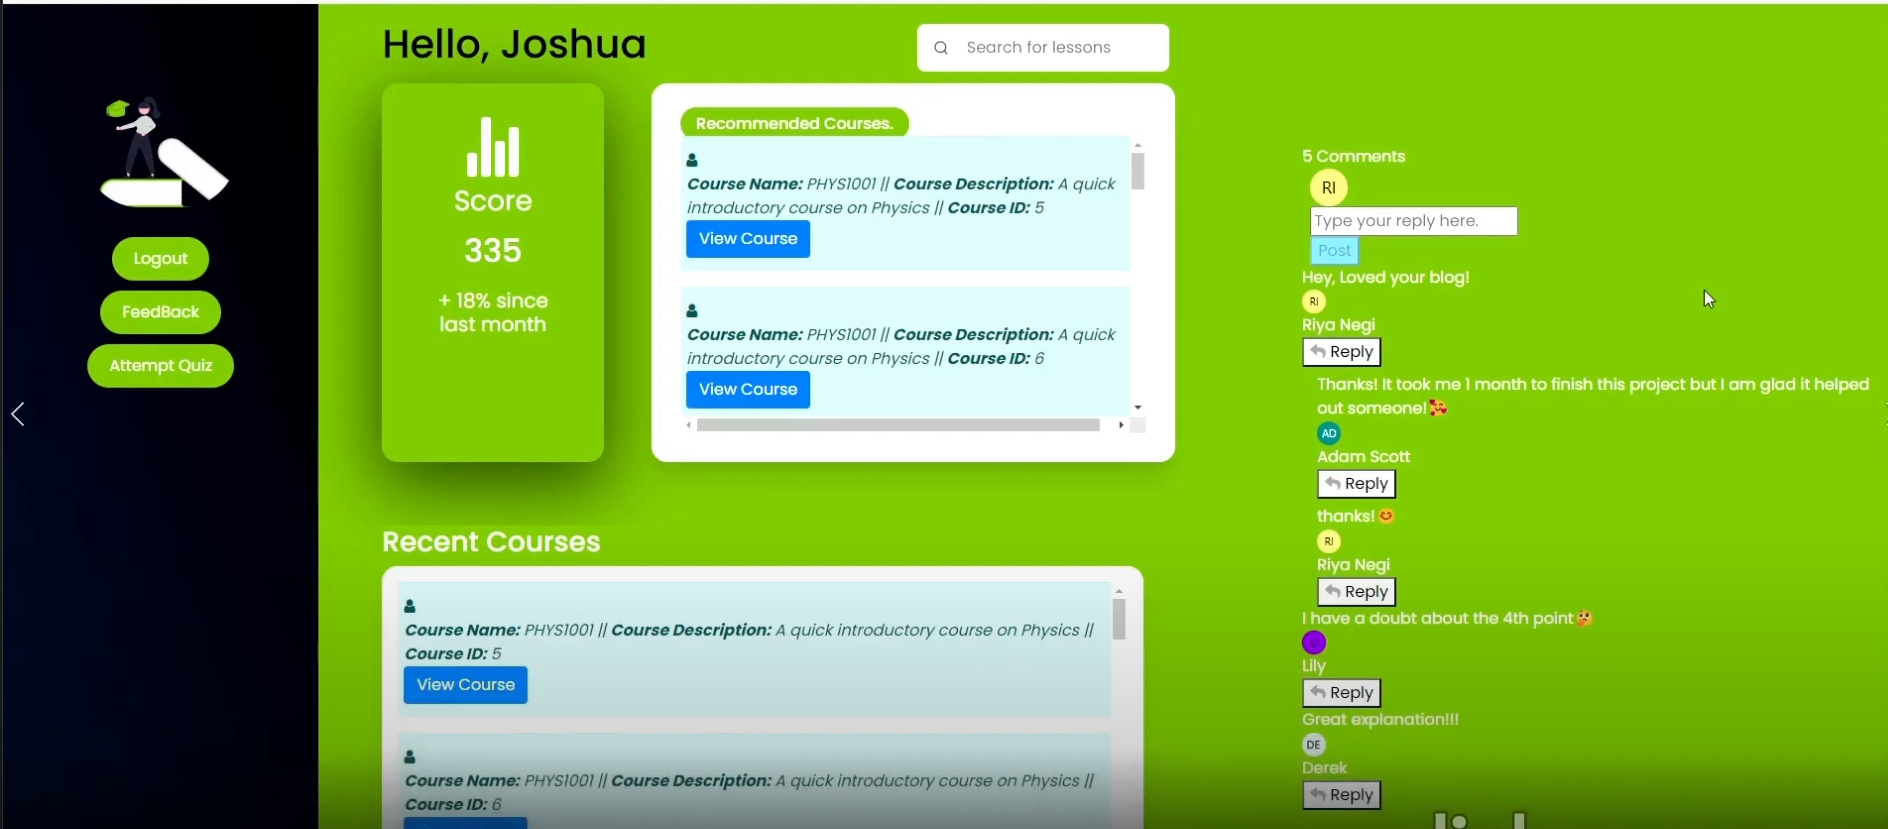 Hello, Joshua
Search for lessons
Logout
FeedBack
Attempt Quiz
Score
335
+ 18% since
last month
Recommended Courses.
Course Name: PHYS1001 || Course Description: A quick
introductory course on Physics || Course ID: 5
View Course
Course Name: PHYS1001 || Course Description: A quick
introductory course on Physics || Course ID: 6
View Course
Recent Courses
Course Name: PHYS1001 || Course Description: A quick introductory course on Physics ||
Course ID: 5
View Course
Course Name: PHYS1001 || Course Description: A quick introductory course on Physics ||
Course ID: 6
5 Comments
RI
Type your reply here.
Post
Hey, Loved your blog!
RI
Riya Negi
Reply
Thanks! It took me 1 month to finish this project but I am glad it helped
out someone!🥰
AD
Adam Scott
Reply
thanks!😊
RI
Riya Negi
Reply
I have a doubt about the 4th point🤔
Lily
Reply
Great explanation!!!
DE
Derek
Reply